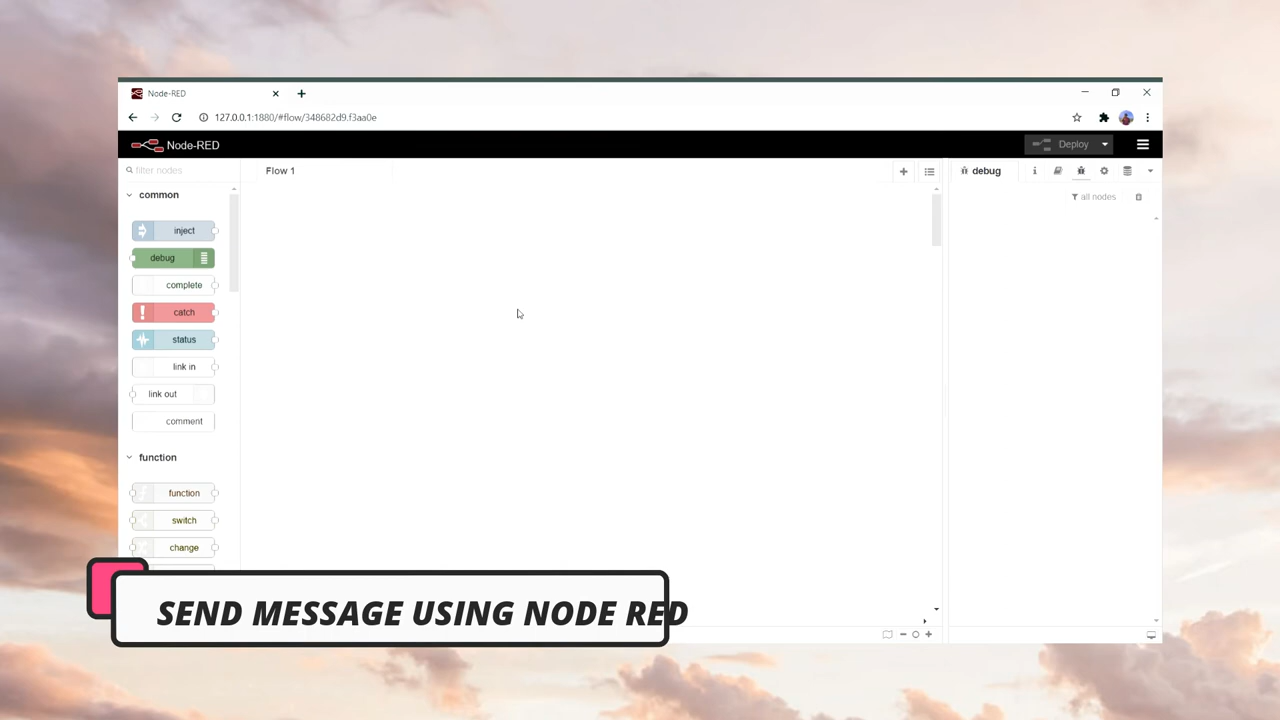 Node-RED
127.0.0.1:1880/#flow/348682d9.f3aa0e
Node-RED
Deploy
filter nodes
Flow 1
debug
common
all nodes
inject
debug
complete
catch
status
link in
link out
comment
function
function
switch
change
SEND MESSAGE USING NODE RED